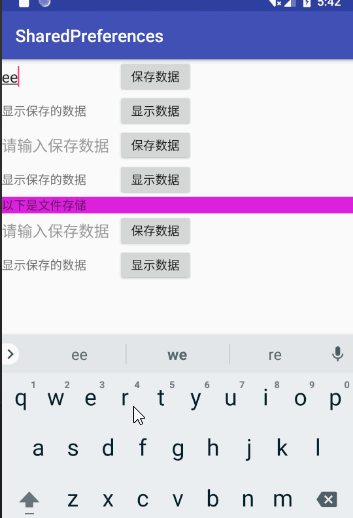 5:42
SharedPreferences
ee 保存数据
显示保存的数据 显示数据
请输入保存数据 保存数据
显示保存的数据 显示数据
以下是文件存储
请输入保存数据 保存数据
显示保存的数据 显示数据
ee we re
1 2 3 4 5 6 7 8 9 0
q w e r t y u i o p
a s d f g h j k l
z x c v b n m